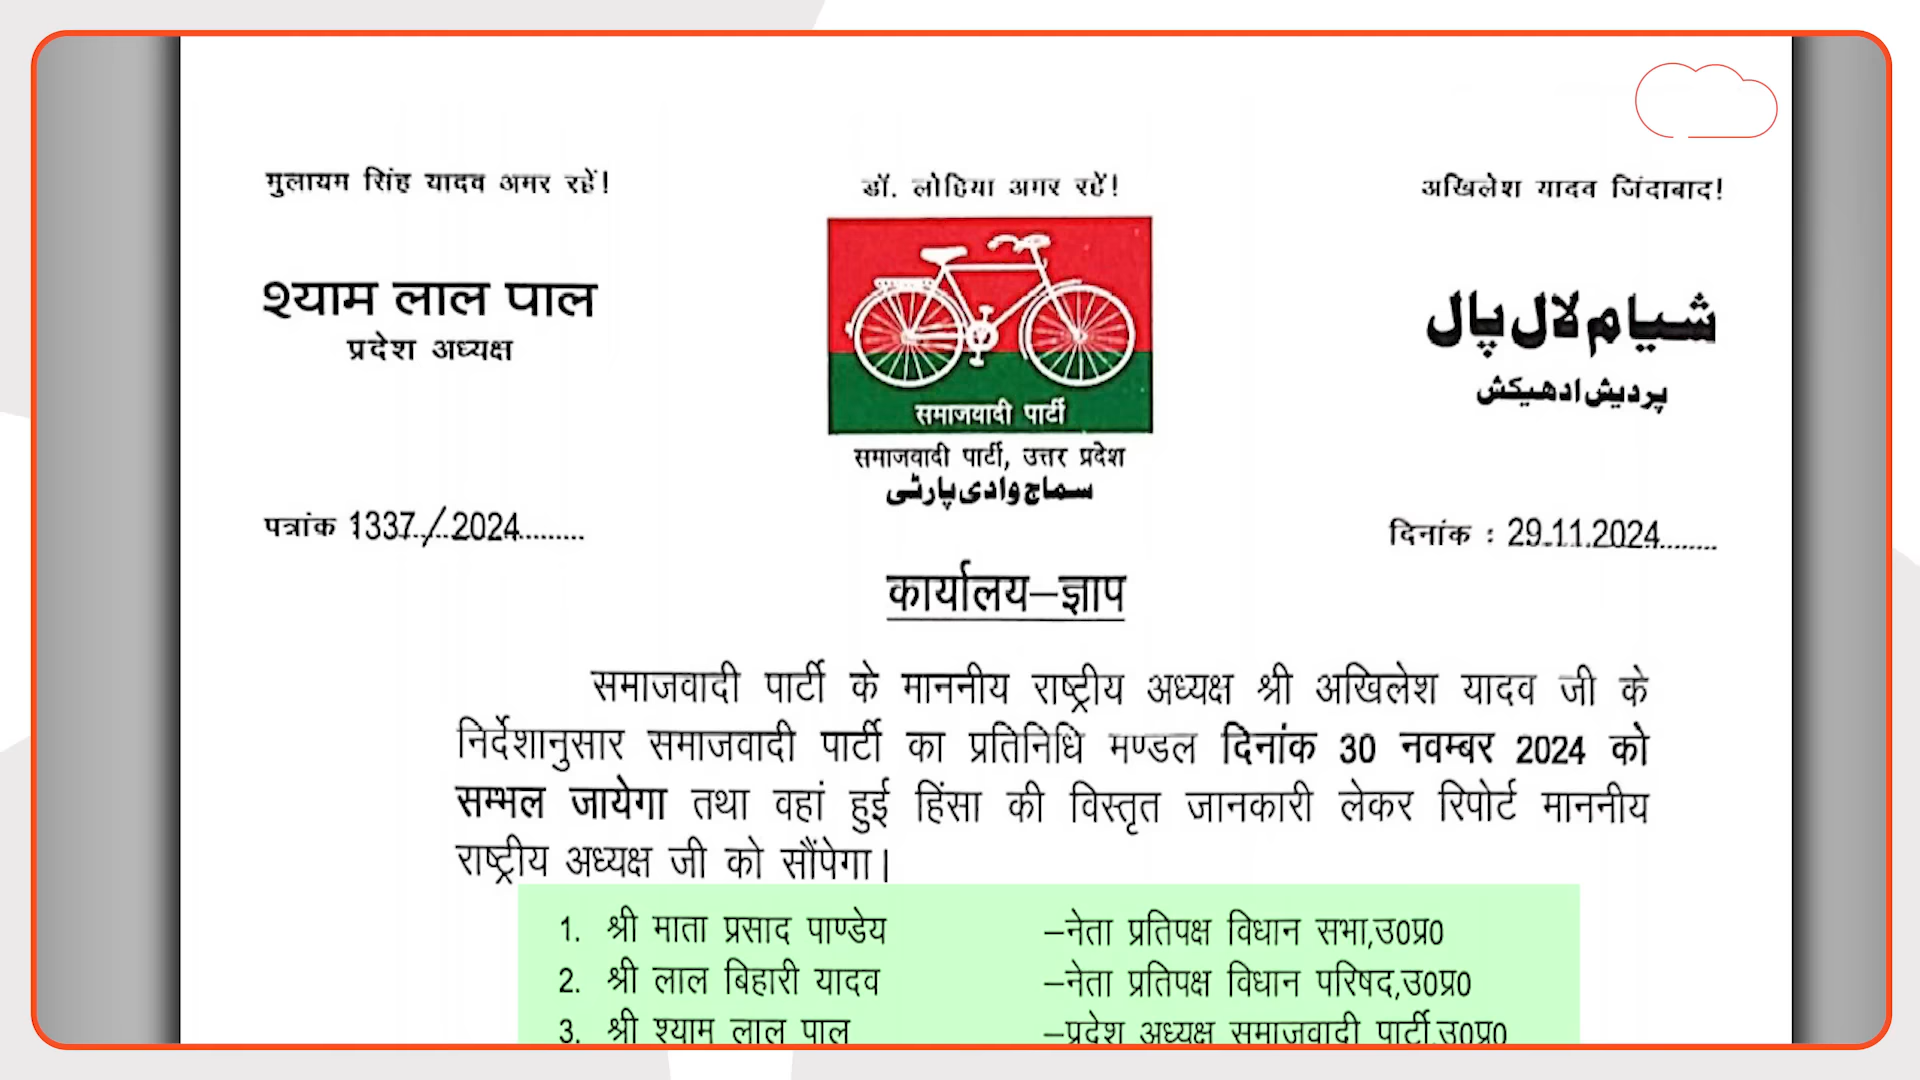 मुलायम सिंह यादव अमर रहें!
डॉ. लोहिया अमर रहें!
अखिलेश यादव जिंदाबाद!
श्याम लाल पाल
प्रदेश अध्यक्ष
شیام لال پال
پردیش ادھیکش
समाजवादी पार्टी
समाजवादी पार्टी, उत्तर प्रदेश
سماج وادی پارٹی
पत्रांक 1337/2024
दिनांक : 29.11.2024
कार्यालय–ज्ञाप
समाजवादी पार्टी के माननीय राष्ट्रीय अध्यक्ष श्री अखिलेश यादव जी के
निर्देशानुसार समाजवादी पार्टी का प्रतिनिधि मण्डल दिनांक 30 नवम्बर 2024 को
सम्भल जायेगा तथा वहां हुई हिंसा की विस्तृत जानकारी लेकर रिपोर्ट माननीय
राष्ट्रीय अध्यक्ष जी को सौंपेगा।
1. श्री माता प्रसाद पाण्डेय –नेता प्रतिपक्ष विधान सभा,उ0प्र0
2. श्री लाल बिहारी यादव –नेता प्रतिपक्ष विधान परिषद,उ0प्र0
3. श्री श्याम लाल पाल –प्रदेश अध्यक्ष समाजवादी पार्टी,उ0प्र0